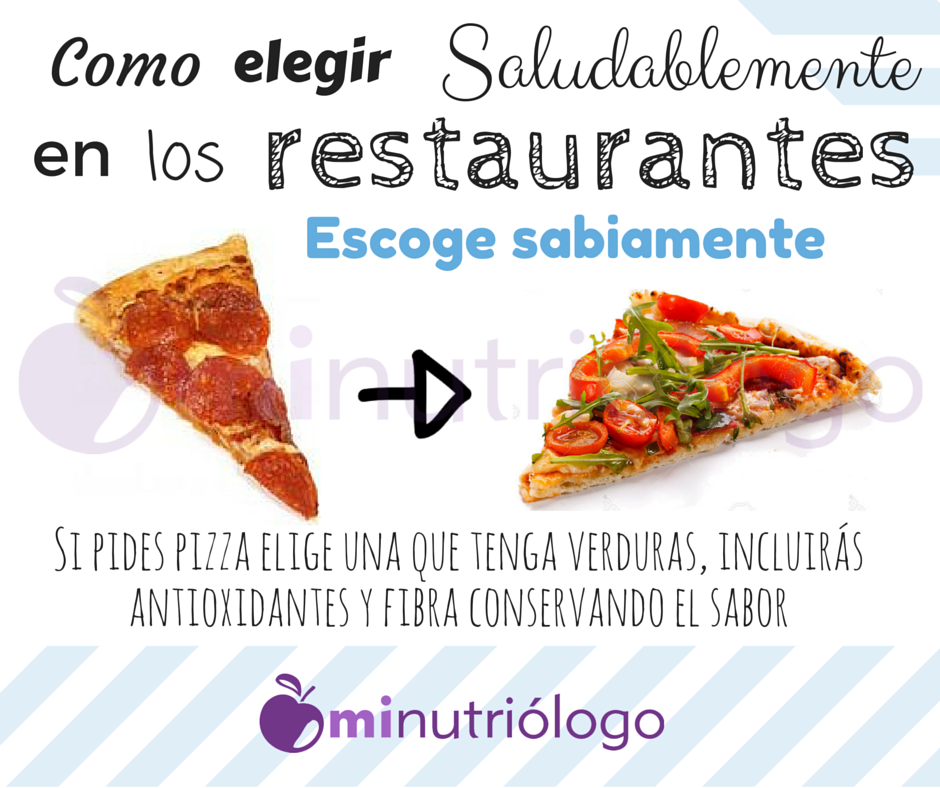 Como elegir Saludablemente
en los restaurantes
Escoge sabiamente
minutriólogo
SI PIDES PIZZA ELIGE UNA QUE TENGA VERDURAS, INCLUIRÁS
ANTIOXIDANTES Y FIBRA CONSERVANDO EL SABOR
minutriólogo